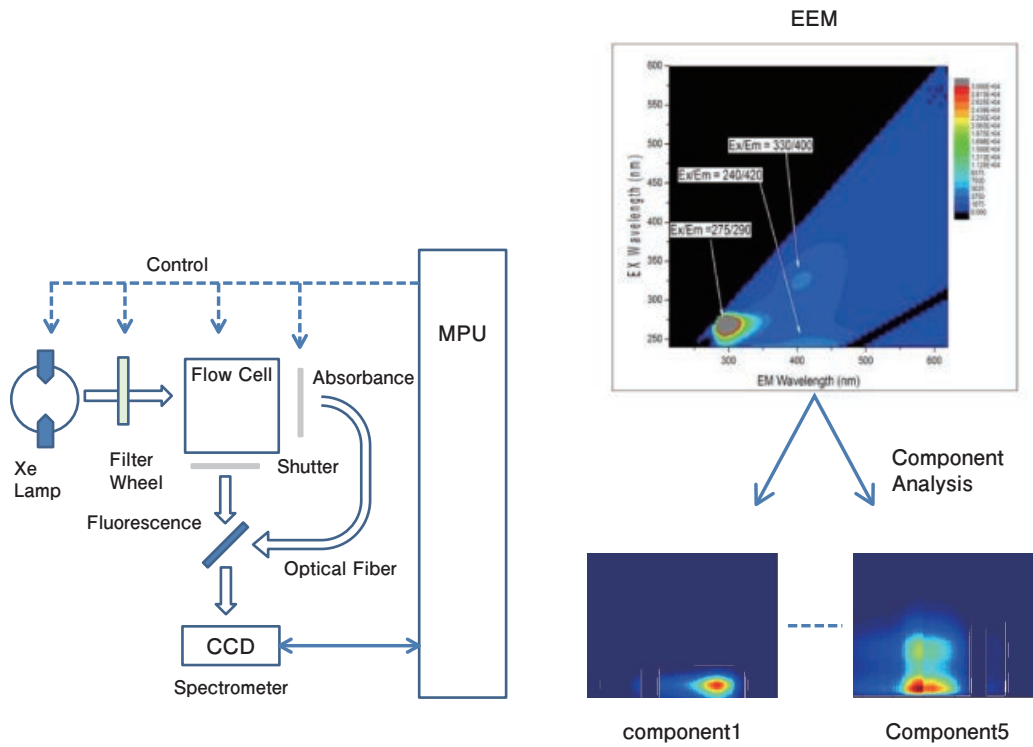 EEM
600
550
500
450
400
350
300
250
EX Wavelength (nm)
Ex/Em = 330/400
Ex/Em = 240/420
Ex/Em =275/290
300
400
500
600
EM Wavelength (nm)
0.000
Control
MPU
Flow Cell
Absorbance
Xe
Lamp
Filter
Wheel
Shutter
Fluorescence
Optical Fiber
CCD
Spectrometer
Component
Analysis
component1
Component5